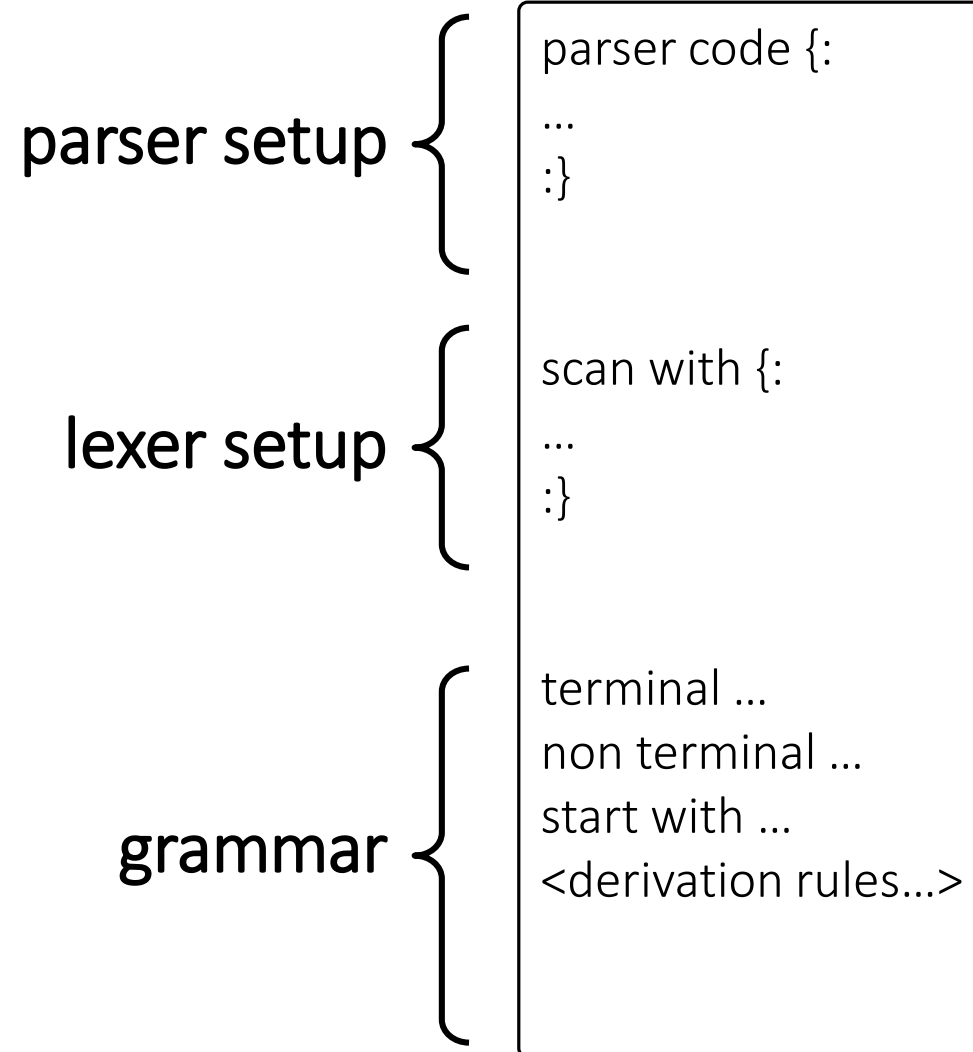 parser setup
parser code {:
...
:}
lexer setup
scan with {:
...
:}
grammar
terminal ...
non terminal ...
start with ...
<derivation rules...>